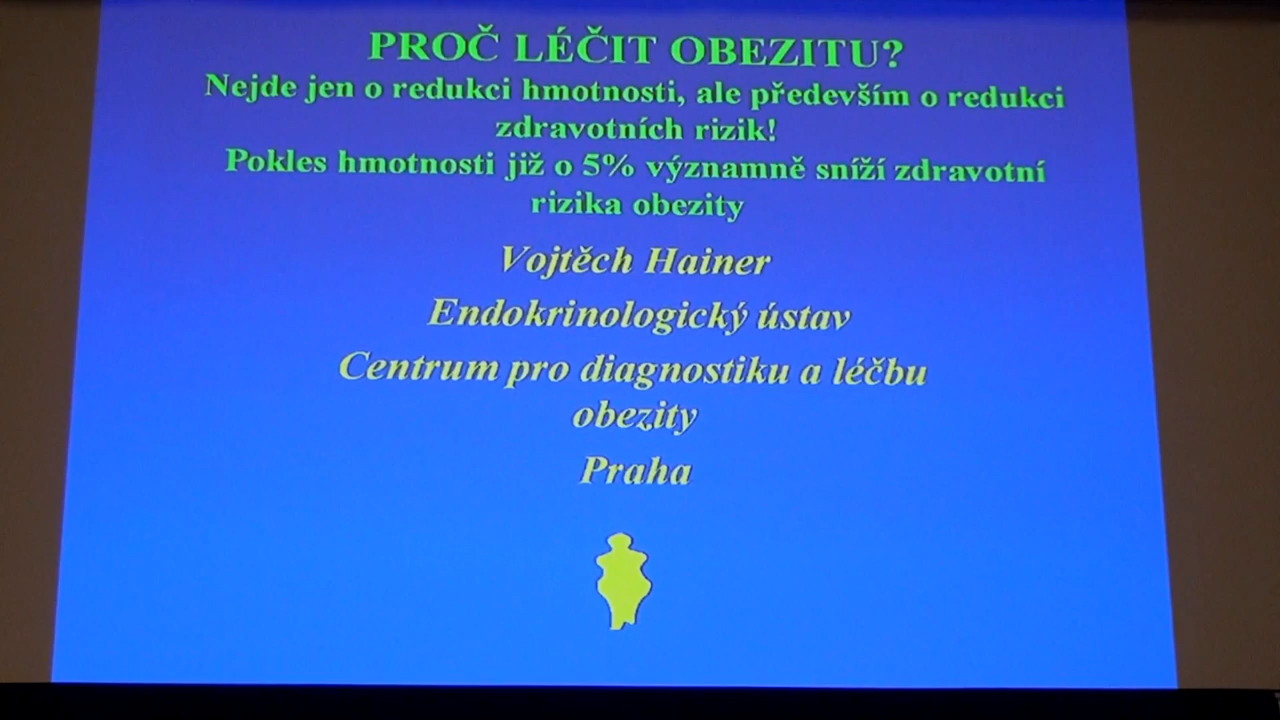 PROČ LÉČIT OBEZITU?
Nejde jen o redukci hmotnosti, ale především o redukci
zdravotních rizik!
Pokles hmotnosti již o 5% významně sníží zdravotní
rizika obezity
Vojtěch Hainer
Endokrinologický ústav
Centrum pro diagnostiku a léčbu
obezity
Praha